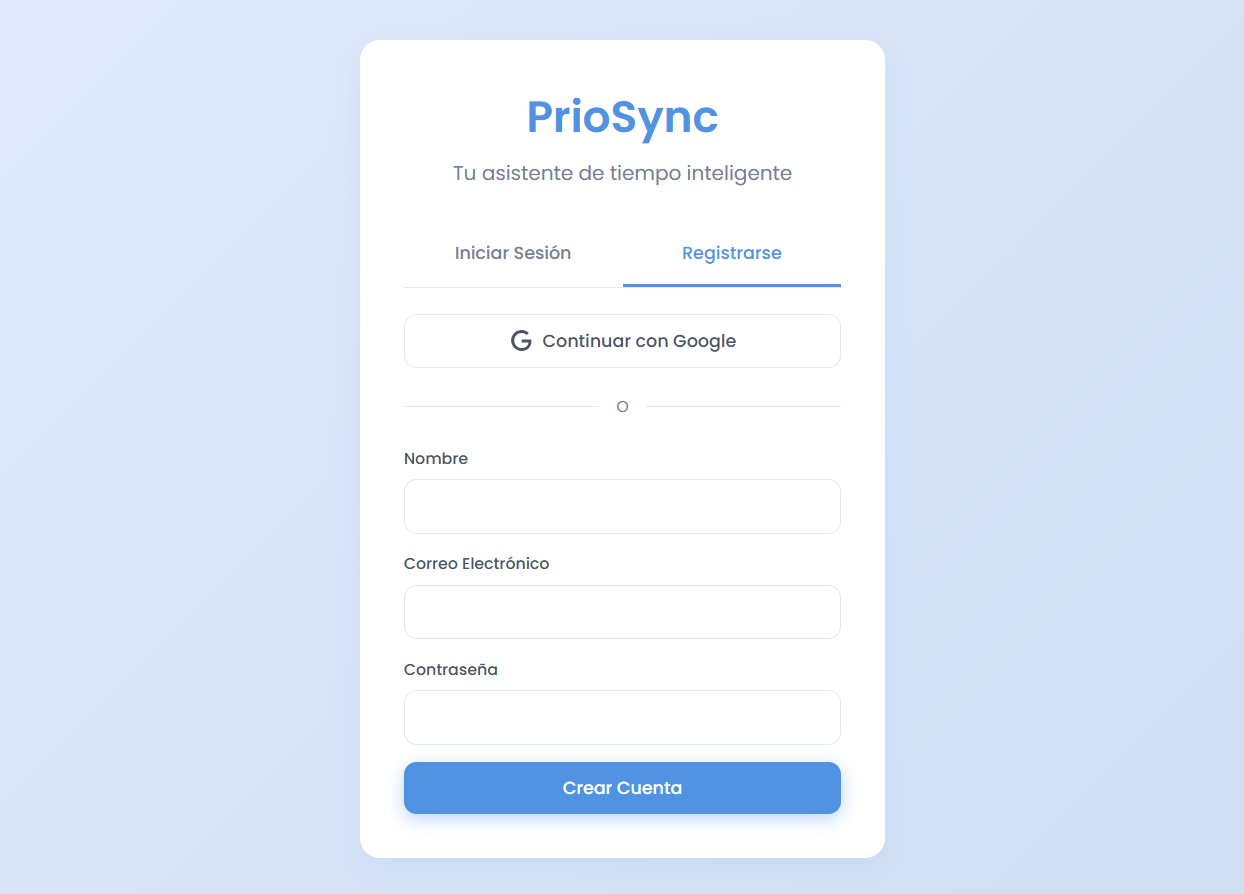 PrioSync
Tu asistente de tiempo inteligente
Iniciar Sesión
Registrarse
Continuar con Google
O
Nombre
Correo Electrónico
Contraseña
Crear Cuenta